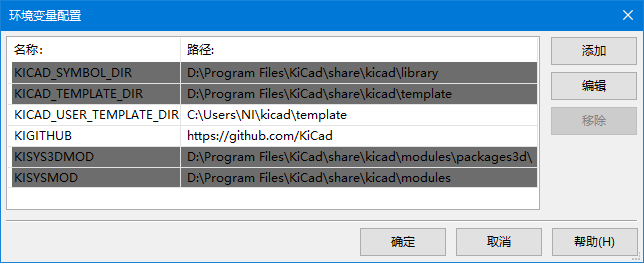 环境变量配置
名称: 路径: 添加
KICAD_SYMBOL_DIR D:\Program Files\KiCad\share\kicad\library
KICAD_TEMPLATE_DIR D:\Program Files\KiCad\share\kicad\template 编辑
KICAD_USER_TEMPLATE_DIR C:\Users\NI\kicad\template 移除
KIGITHUB https://github.com/KiCad
KISYS3DMOD D:\Program Files\KiCad\share\kicad\modules\packages3d\
KISYSMOD D:\Program Files\KiCad\share\kicad\modules
确定 取消 帮助(H)